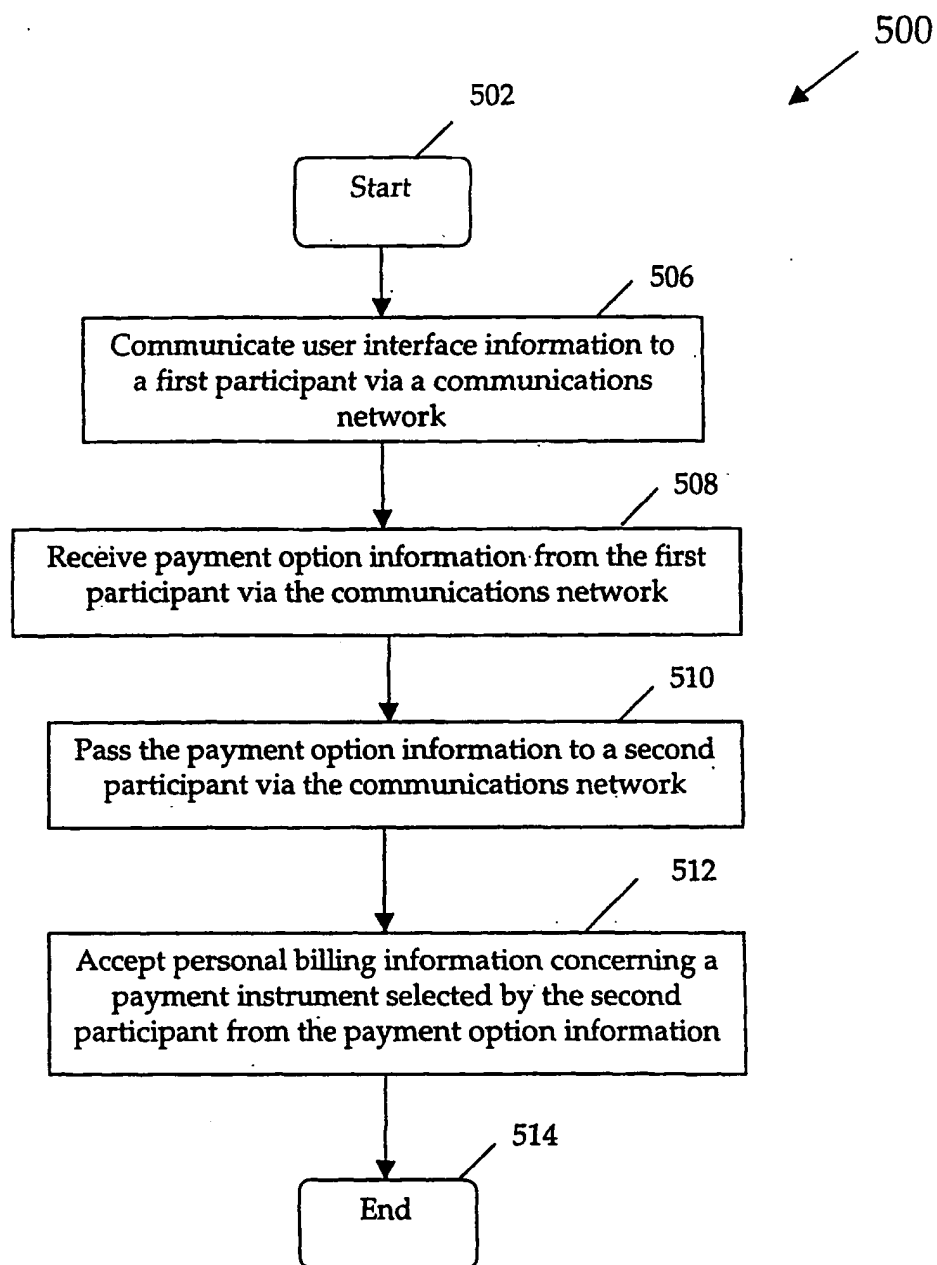 500
502
Start
506
Communicate user interface information to
a first participant via a communications
network
508
Receive payment option information from the first
participant via the communications network
510
Pass the payment option information to a second
participant via the communications network
512
Accept personal billing information concerning a
payment instrument selected by the second
participant from the payment option information
514
End